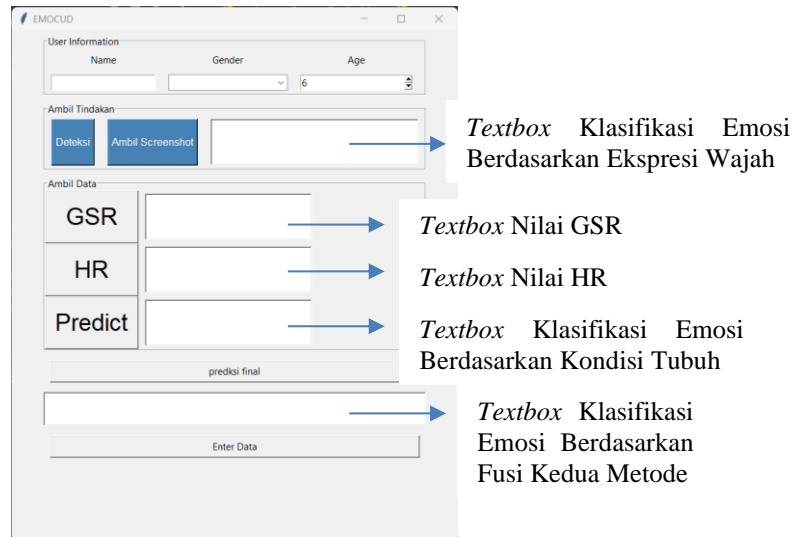 EMOCUD
User Information
Name Gender Age
6
Ambil Tindakan
Deteksi Ambil Screenshot
Textbox Klasifikasi Emosi
Berdasarkan Ekspresi Wajah
Ambil Data
GSR
Textbox Nilai GSR
HR
Textbox Nilai HR
Predict
Textbox Klasifikasi Emosi
Berdasarkan Kondisi Tubuh
prediksi final
Textbox Klasifikasi
Emosi Berdasarkan
Fusi Kedua Metode
Enter Data